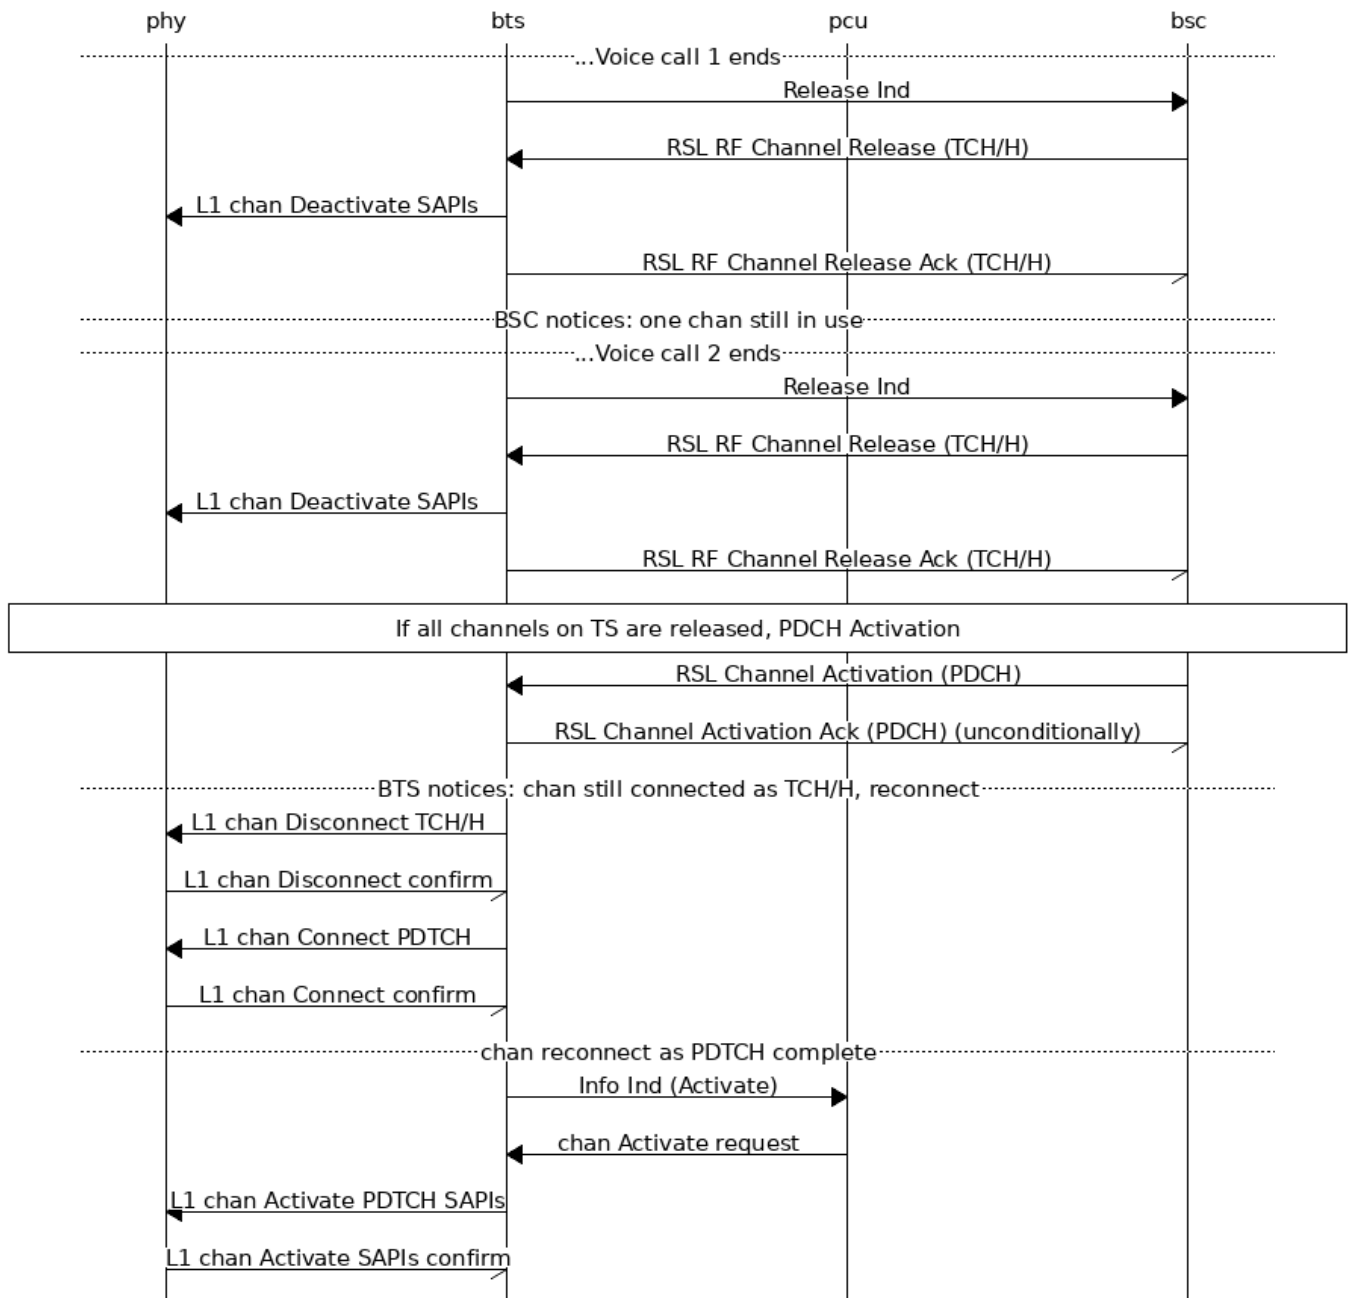 phy bts pcu bsc
...Voice call 1 ends
Release Ind
RSL RF Channel Release (TCH/H)
L1 chan Deactivate SAPIs
RSL RF Channel Release Ack (TCH/H)
BSC notices: one chan still in use
...Voice call 2 ends
Release Ind
RSL RF Channel Release (TCH/H)
L1 chan Deactivate SAPIs
RSL RF Channel Release Ack (TCH/H)
If all channels on TS are released, PDCH Activation
RSL Channel Activation (PDCH)
RSL Channel Activation Ack (PDCH) (unconditionally)
BTS notices: chan still connected as TCH/H, reconnect
L1 chan Disconnect TCH/H
L1 chan Disconnect confirm
L1 chan Connect PDTCH
L1 chan Connect confirm
chan reconnect as PDTCH complete
Info Ind (Activate)
chan Activate request
L1 chan Activate PDTCH SAPIs
L1 chan Activate SAPIs confirm